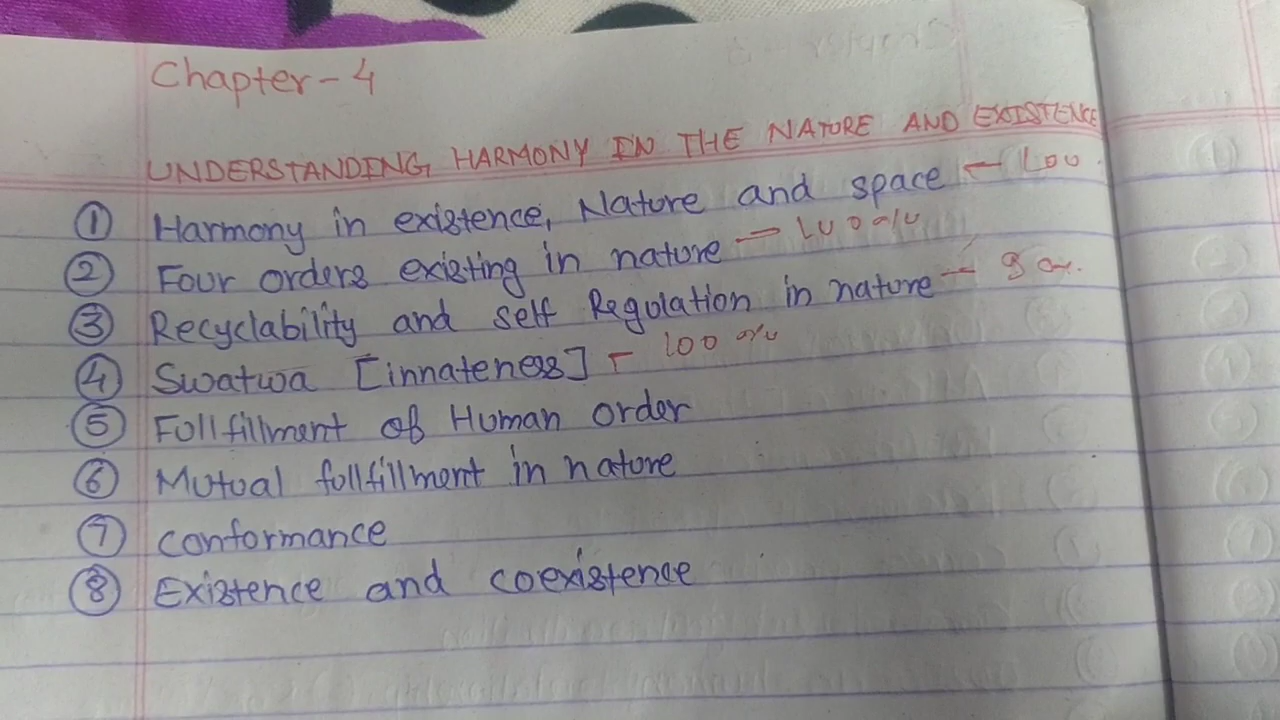 Chapter - 4
UNDERSTANDING HARMONY IN THE NATURE AND EXISTENCE
① Harmony in existence, Nature and space ← 100
② Four orders existing in nature → 100%
③ Recyclability and self Regulation in nature -
④ Swatwa [innateness] - 100%
⑤ Fullfillment of Human order
⑥ Mutual fullfillment in nature
⑦ conformance
⑧ Existence and coexistence